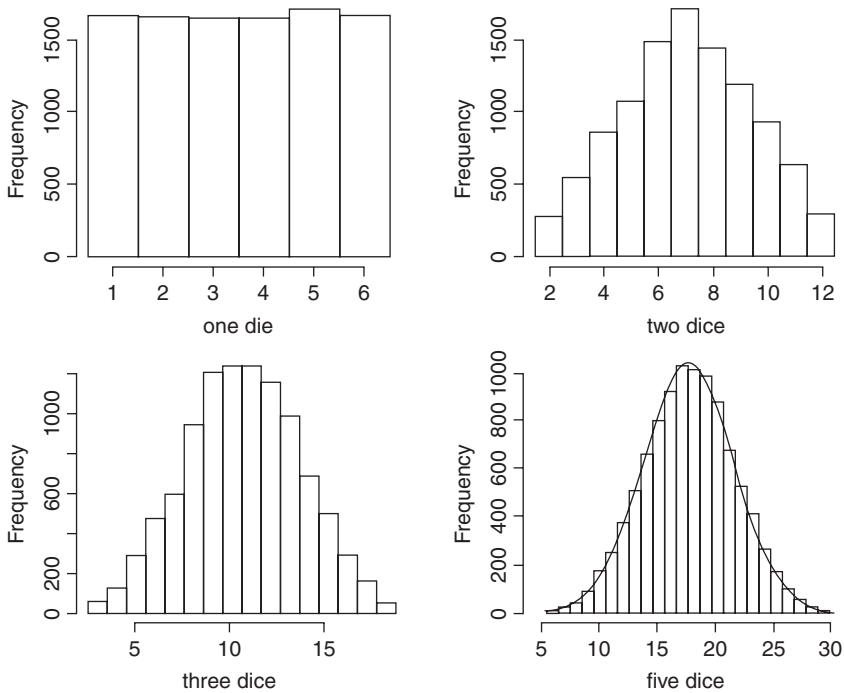 Frequency
0 500 1000 1500
1 2 3 4 5 6
one die
Frequency
0 500 1000 1500
2 4 6 8 10 12
two dice
Frequency
0 200 600 1000
5 10 15
three dice
Frequency
0 200 400 600 800 1000
5 10 15 20 25 30
five dice